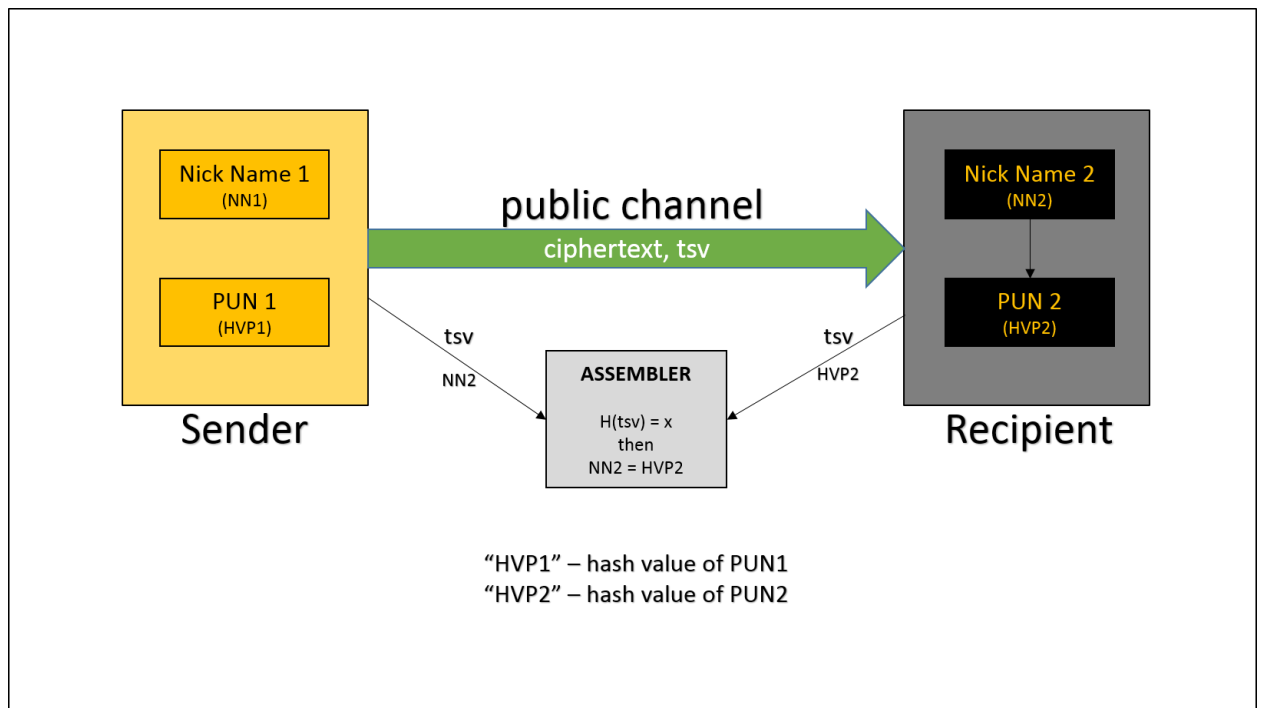 Nick Name 1
(NN1)
PUN 1
(HVP1)
Sender
public channel
ciphertext, tsv
tsv
NN2
ASSEMBLER
H(tsv) = x
then
NN2 = HVP2
tsv
HVP2
Nick Name 2
(NN2)
PUN 2
(HVP2)
Recipient
“HVP1” – hash value of PUN1
“HVP2” – hash value of PUN2